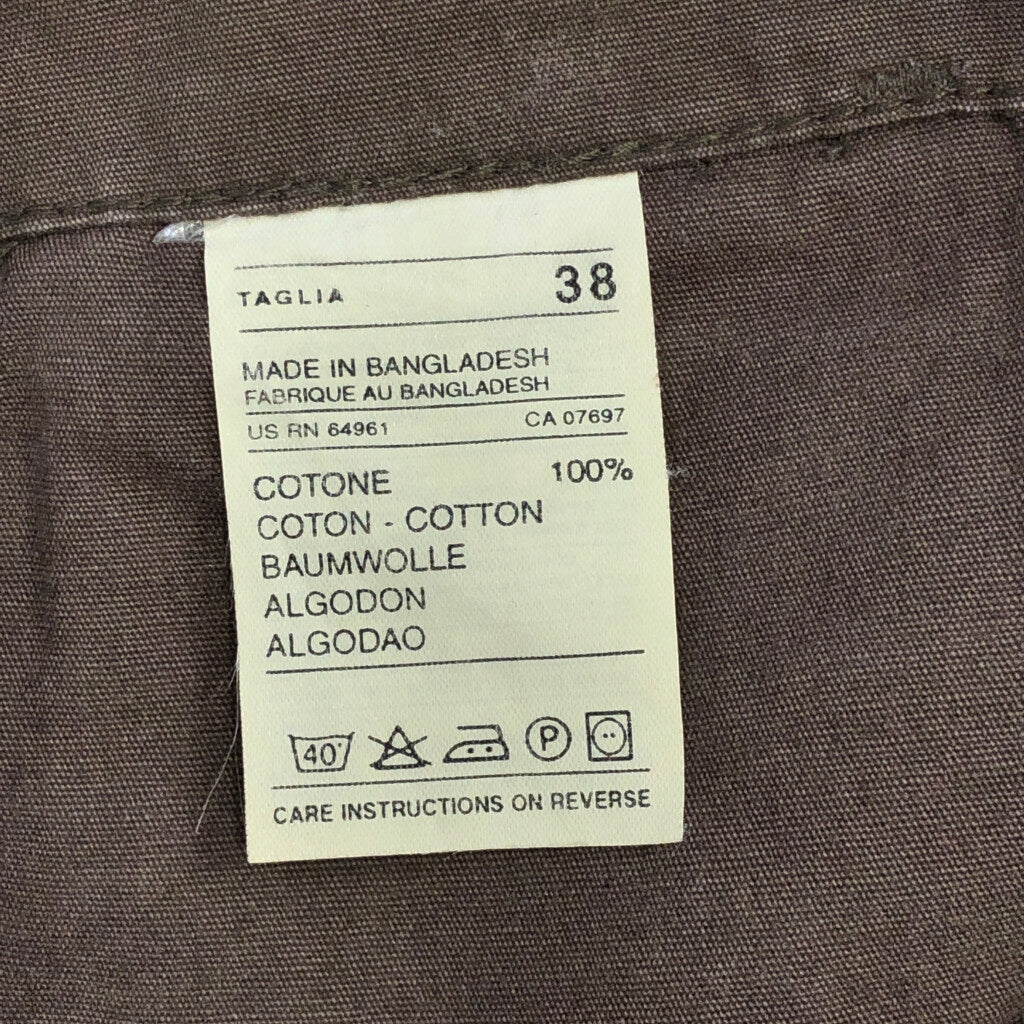 TAGLIA 38
MADE IN BANGLADESH
FABRIQUE AU BANGLADESH
US RN 64961 CA 07697
COTONE 100%
COTON - COTTON
BAUMWOLLE
ALGODON
ALGODAO
40° P
CARE INSTRUCTIONS ON REVERSE